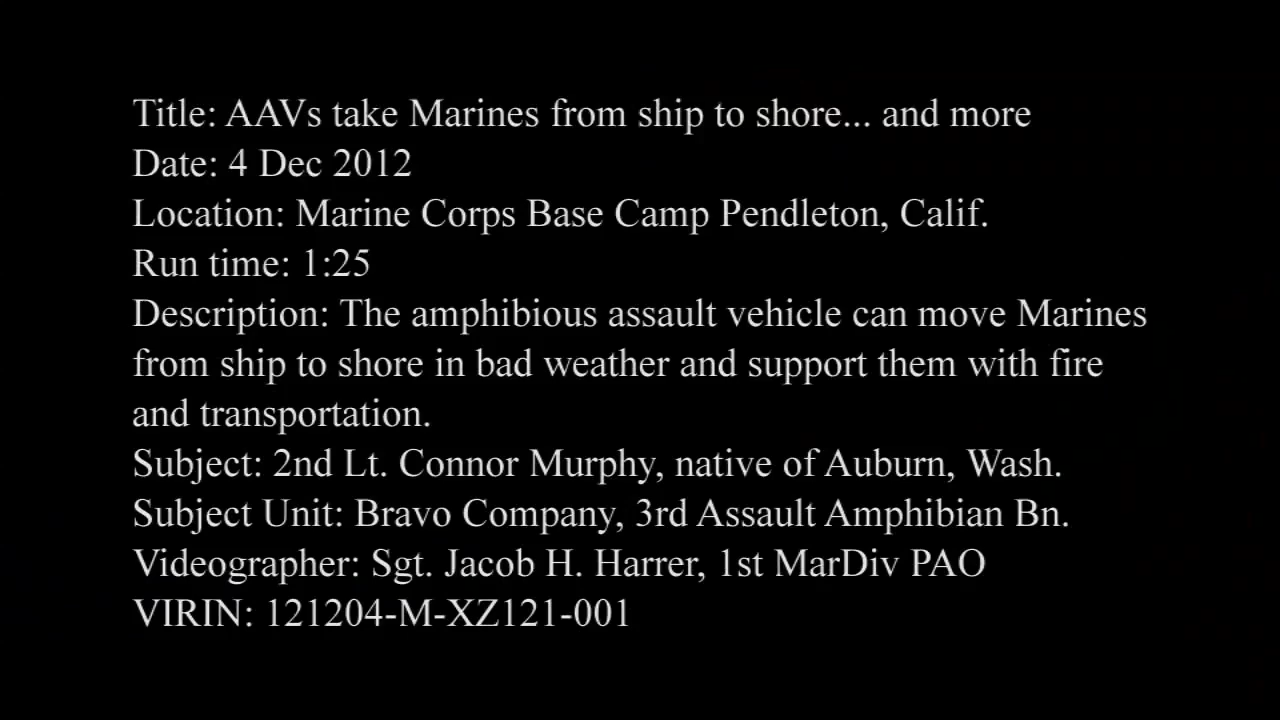 Title: AAVs take Marines from ship to shore... and more
Date: 4 Dec 2012
Location: Marine Corps Base Camp Pendleton, Calif.
Run time: 1:25
Description: The amphibious assault vehicle can move Marines
from ship to shore in bad weather and support them with fire
and transportation.
Subject: 2nd Lt. Connor Murphy, native of Auburn, Wash.
Subject Unit: Bravo Company, 3rd Assault Amphibian Bn.
Videographer: Sgt. Jacob H. Harrer, 1st MarDiv PAO
VIRIN: 121204-M-XZ121-001